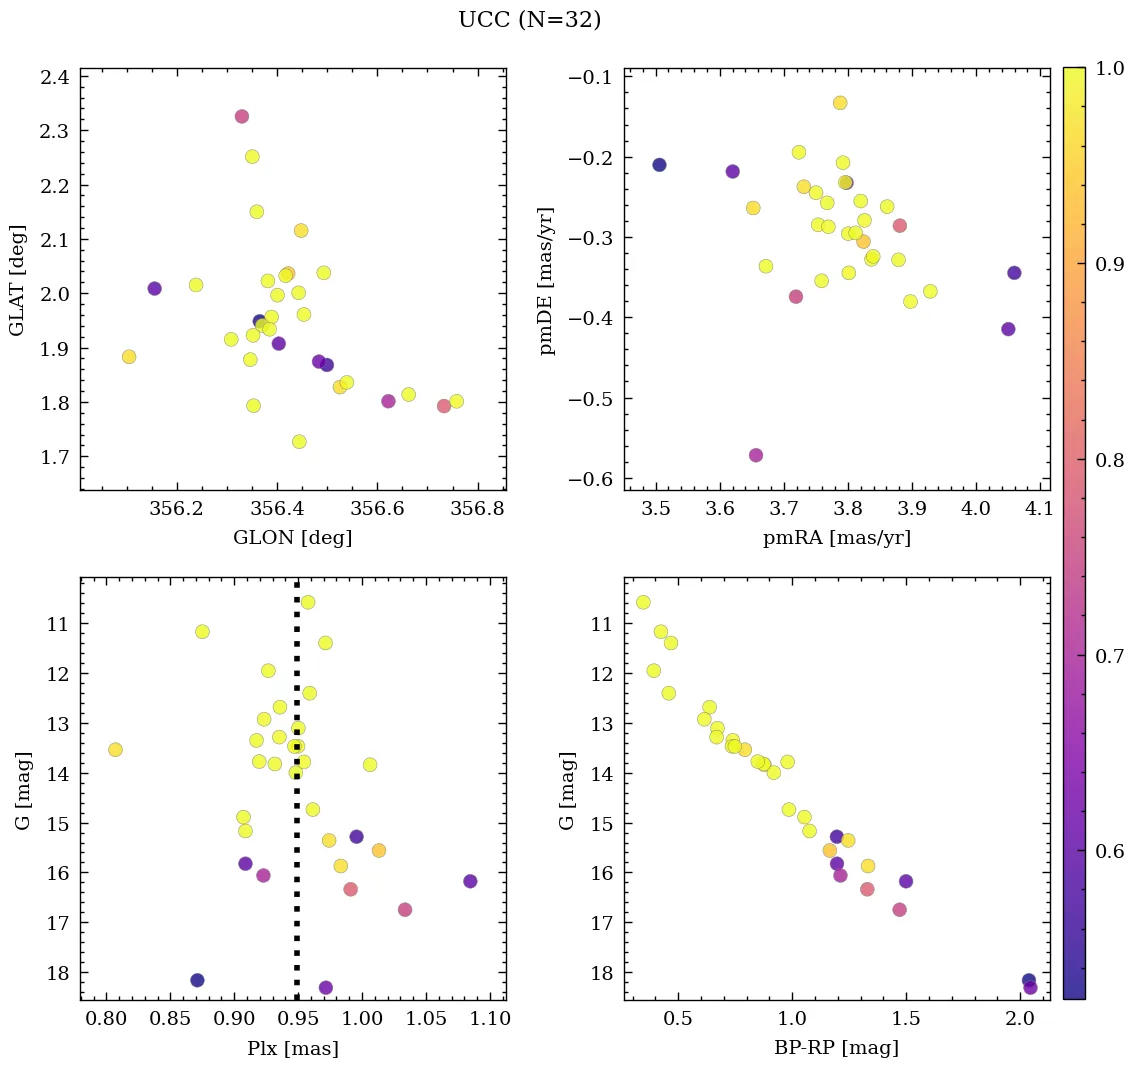 UCC (N=32)
2.4
2.3
2.2
2.1
2.0
1.9
1.8
1.7
GLAT [deg]
356.2 356.4 356.6 356.8
GLON [deg]
−0.1
−0.2
−0.3
−0.4
−0.5
−0.6
pmDE [mas/yr]
3.5 3.6 3.7 3.8 3.9 4.0 4.1
pmRA [mas/yr]
11
12
13
14
15
16
17
18
G [mag]
0.80 0.85 0.90 0.95 1.00 1.05 1.10
Plx [mas]
11
12
13
14
15
16
17
18
G [mag]
0.5 1.0 1.5 2.0
BP-RP [mag]
1.0
0.9
0.8
0.7
0.6